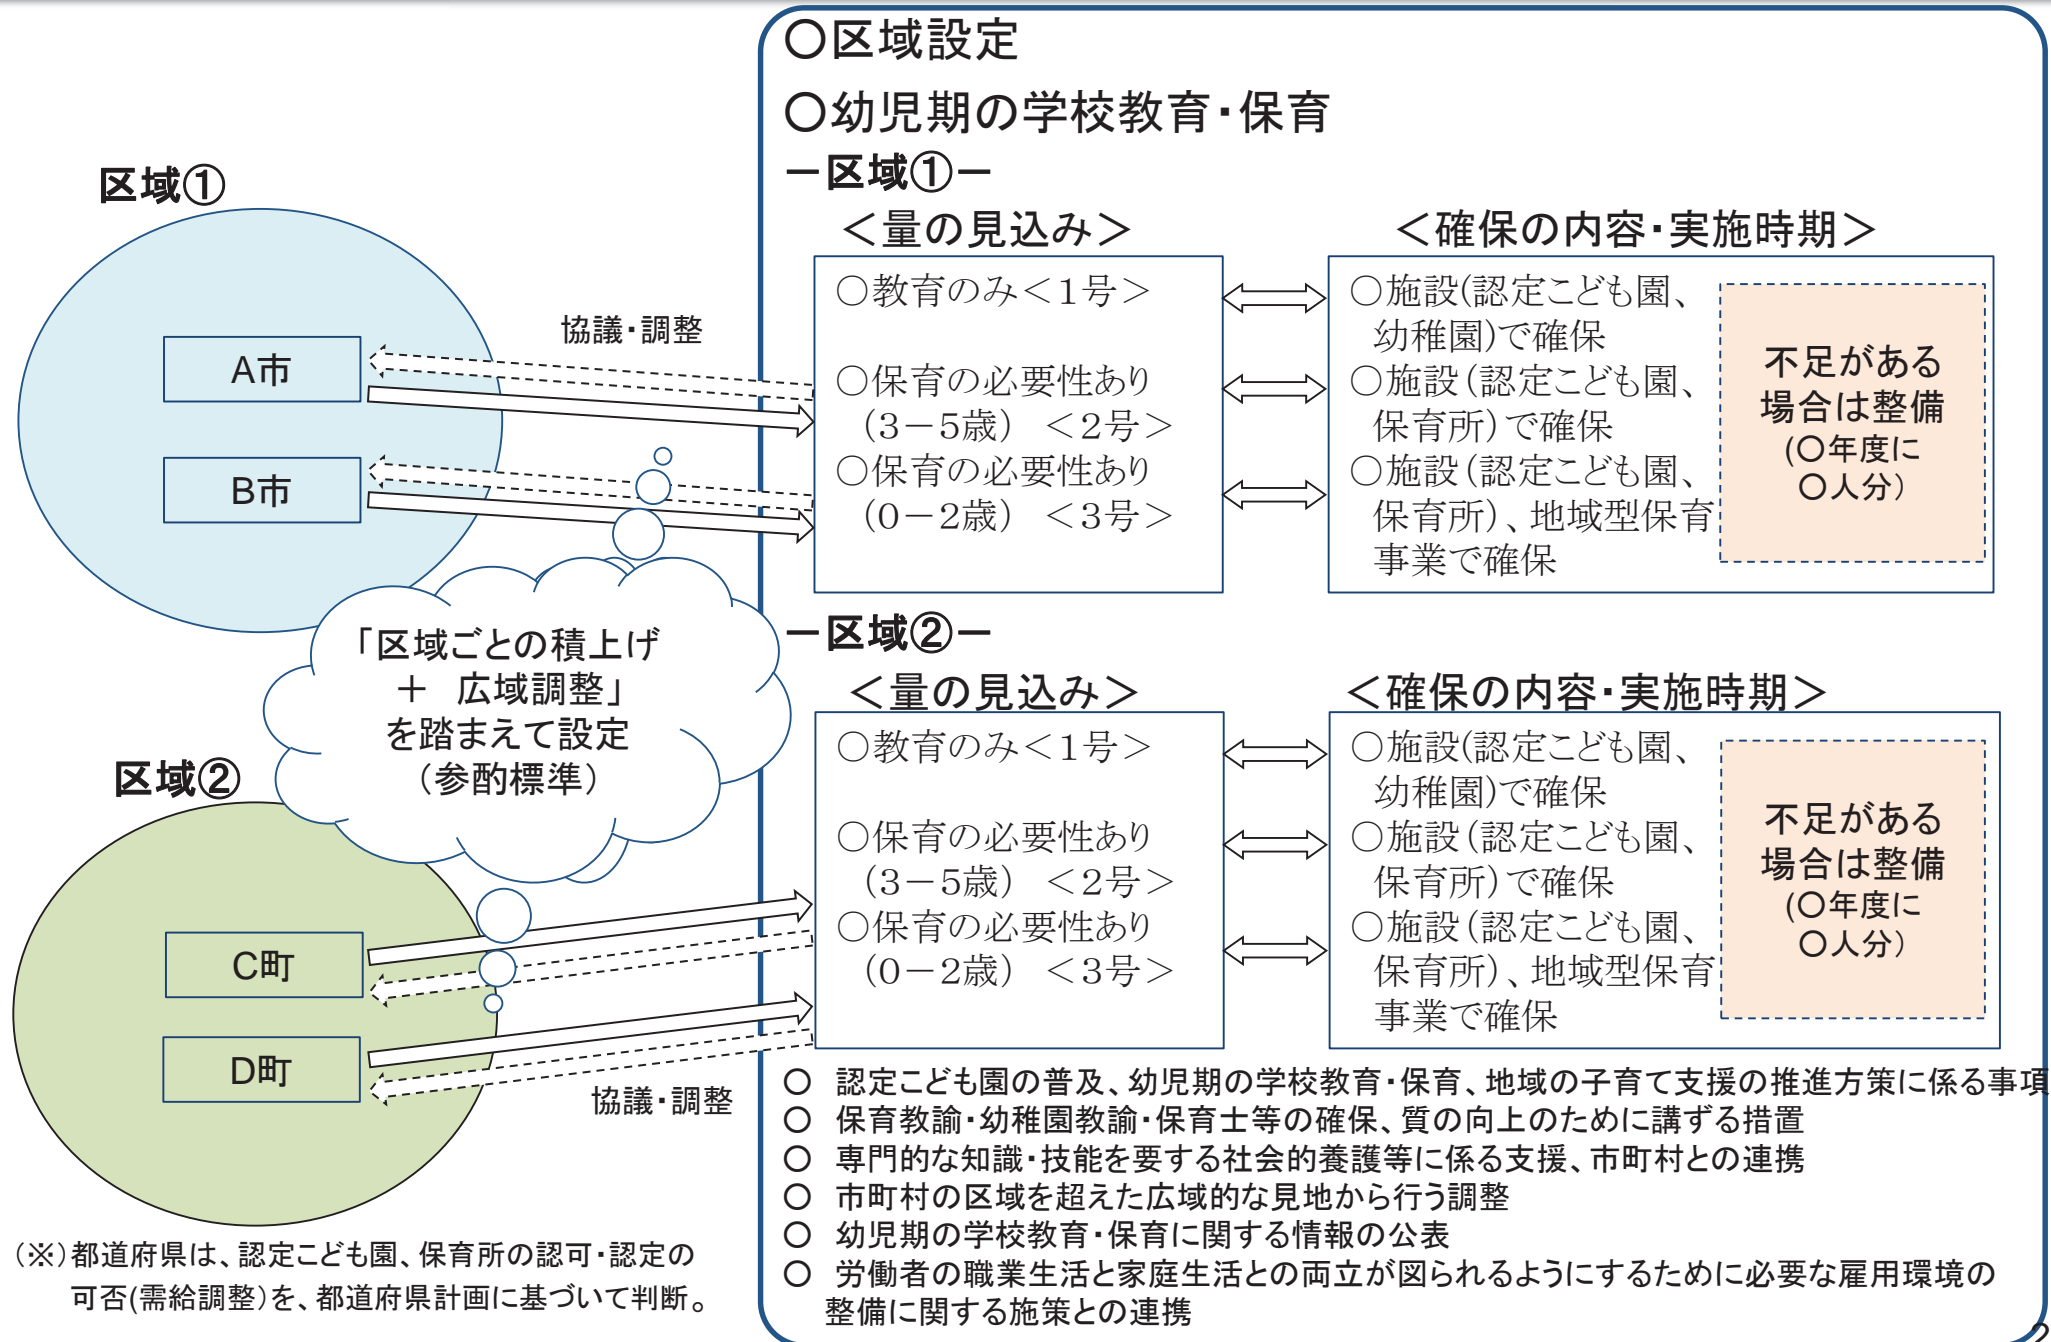 ○区域設定
○幼児期の学校教育・保育
－区域①－
＜量の見込み＞
＜確保の内容・実施時期＞
○教育のみ＜１号＞
○保育の必要性あり
（３－５歳）　＜２号＞
○保育の必要性あり
（０－２歳）　＜３号＞
○施設(認定こども園、
幼稚園)で確保
○施設（認定こども園、
保育所）で確保
○施設（認定こども園、
保育所）、地域型保育
事業で確保
不足がある
場合は整備
(○年度に
○人分）
区域①
A市
B市
協議・調整
「区域ごとの積上げ
＋　広域調整」
を踏まえて設定
（参酌標準）
－区域②－
＜量の見込み＞
＜確保の内容・実施時期＞
○教育のみ＜１号＞
○保育の必要性あり
（３－５歳）　＜２号＞
○保育の必要性あり
（０－２歳）　＜３号＞
○施設(認定こども園、
幼稚園)で確保
○施設（認定こども園、
保育所）で確保
○施設（認定こども園、
保育所）、地域型保育
事業で確保
不足がある
場合は整備
(○年度に
○人分）
区域②
C町
D町
協議・調整
○　認定こども園の普及、幼児期の学校教育・保育、地域の子育て支援の推進方策に係る事項
○　保育教諭・幼稚園教諭・保育士等の確保、質の向上のために講ずる措置
○　専門的な知識・技能を要する社会的養護等に係る支援、市町村との連携
○　市町村の区域を超えた広域的な見地から行う調整
○　幼児期の学校教育・保育に関する情報の公表
○　労働者の職業生活と家庭生活との両立が図られるようにするために必要な雇用環境の
整備に関する施策との連携
（※）都道府県は、認定こども園、保育所の認可・認定の
可否(需給調整）を、都道府県計画に基づいて判断。